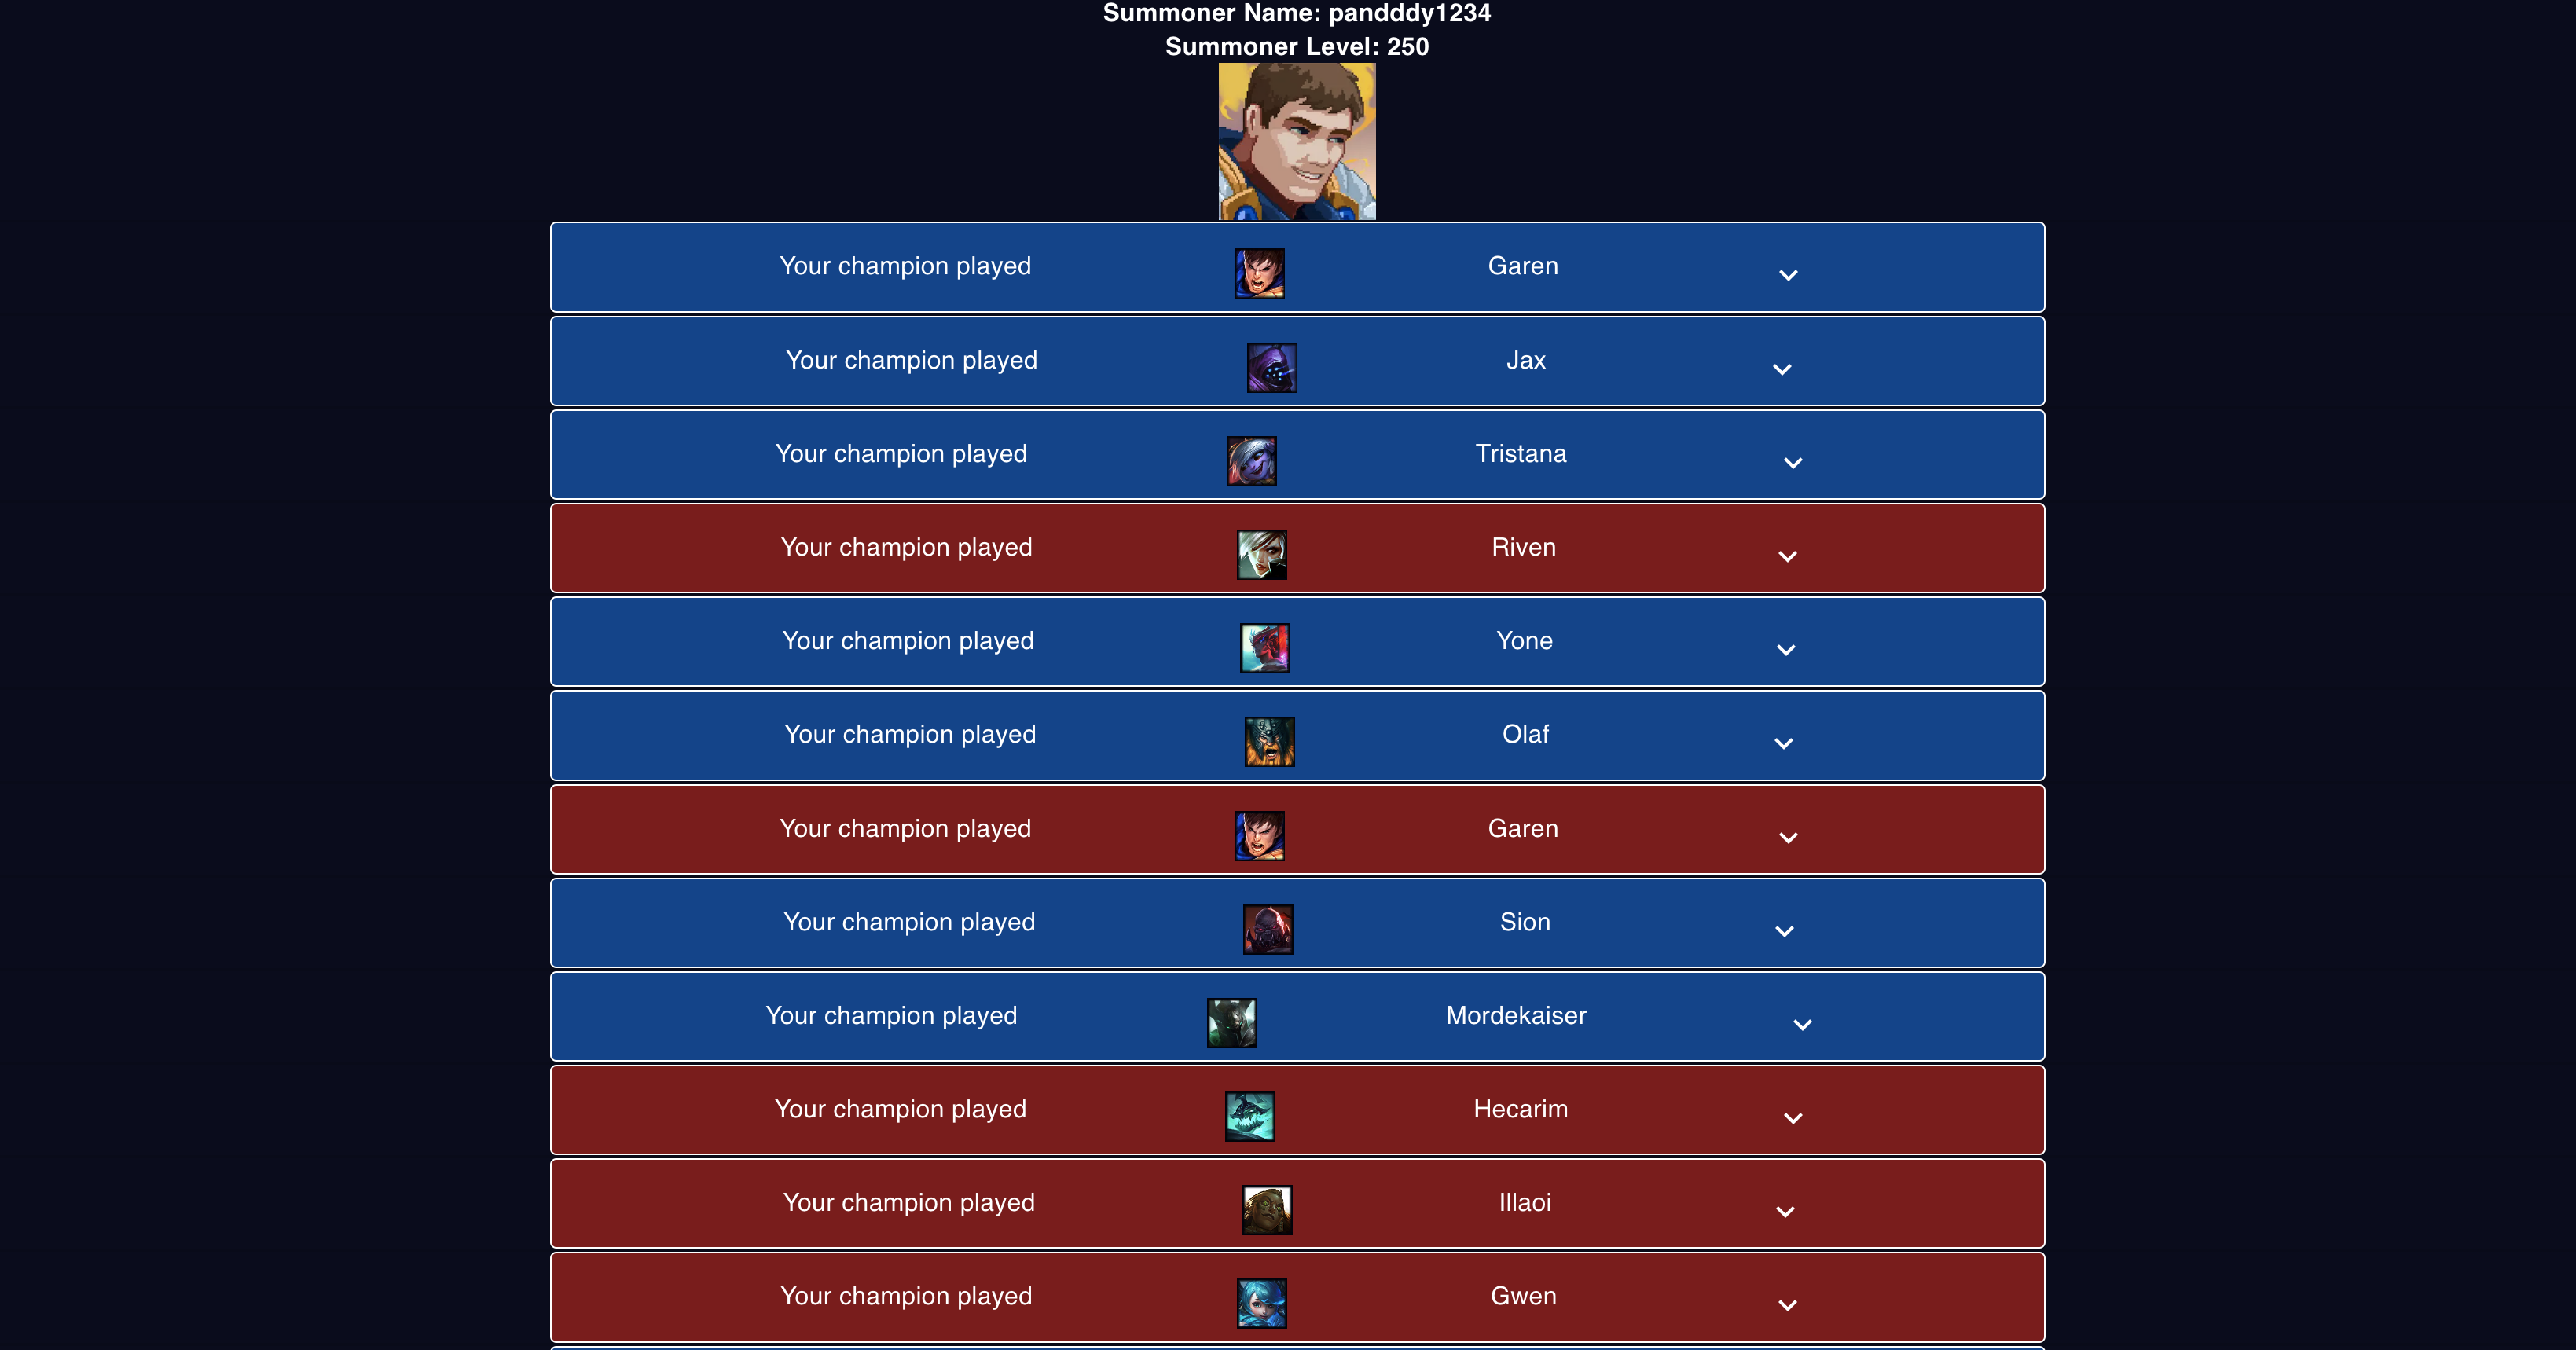 Summoner Name: pandddy1234
Summoner Level: 250
Your champion played Garen
Your champion played Jax
Your champion played Tristana
Your champion played Riven
Your champion played Yone
Your champion played Olaf
Your champion played Garen
Your champion played Sion
Your champion played Mordekaiser
Your champion played Hecarim
Your champion played Illaoi
Your champion played Gwen